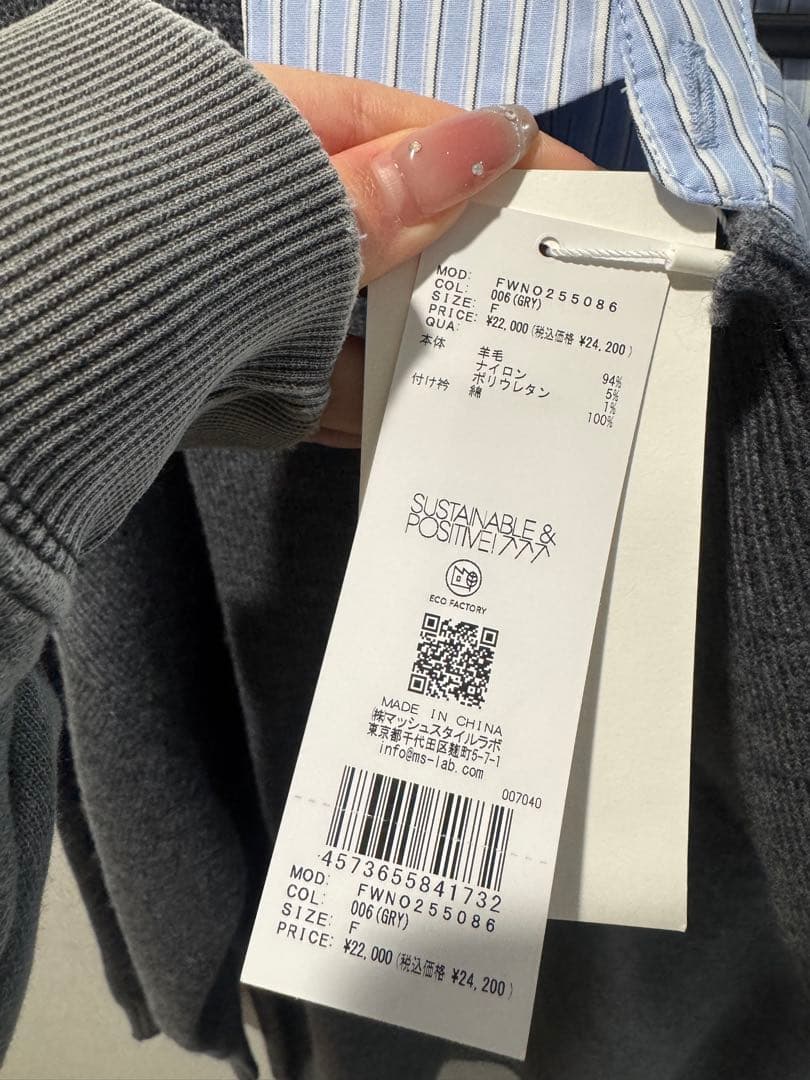 MOD: FWNO255086
COL: 006(GRY)
SIZE: F
PRICE: ¥22,000(税込価格 ¥24,200)
QUA:
本体 羊毛 94%
ナイロン 5%
ポリウレタン 1%
付け衿 綿 100%
SUSTAINABLE &
POSITIVE!
ECO FACTORY
MADE IN CHINA
㈱マッシュスタイルラボ
東京都千代田区麹町5-7-1
info@ms-lab.com
007040
4573655841732
MOD: FWNO255086
COL: 006(GRY)
SIZE: F
PRICE: ¥22,000(税込価格 ¥24,200)